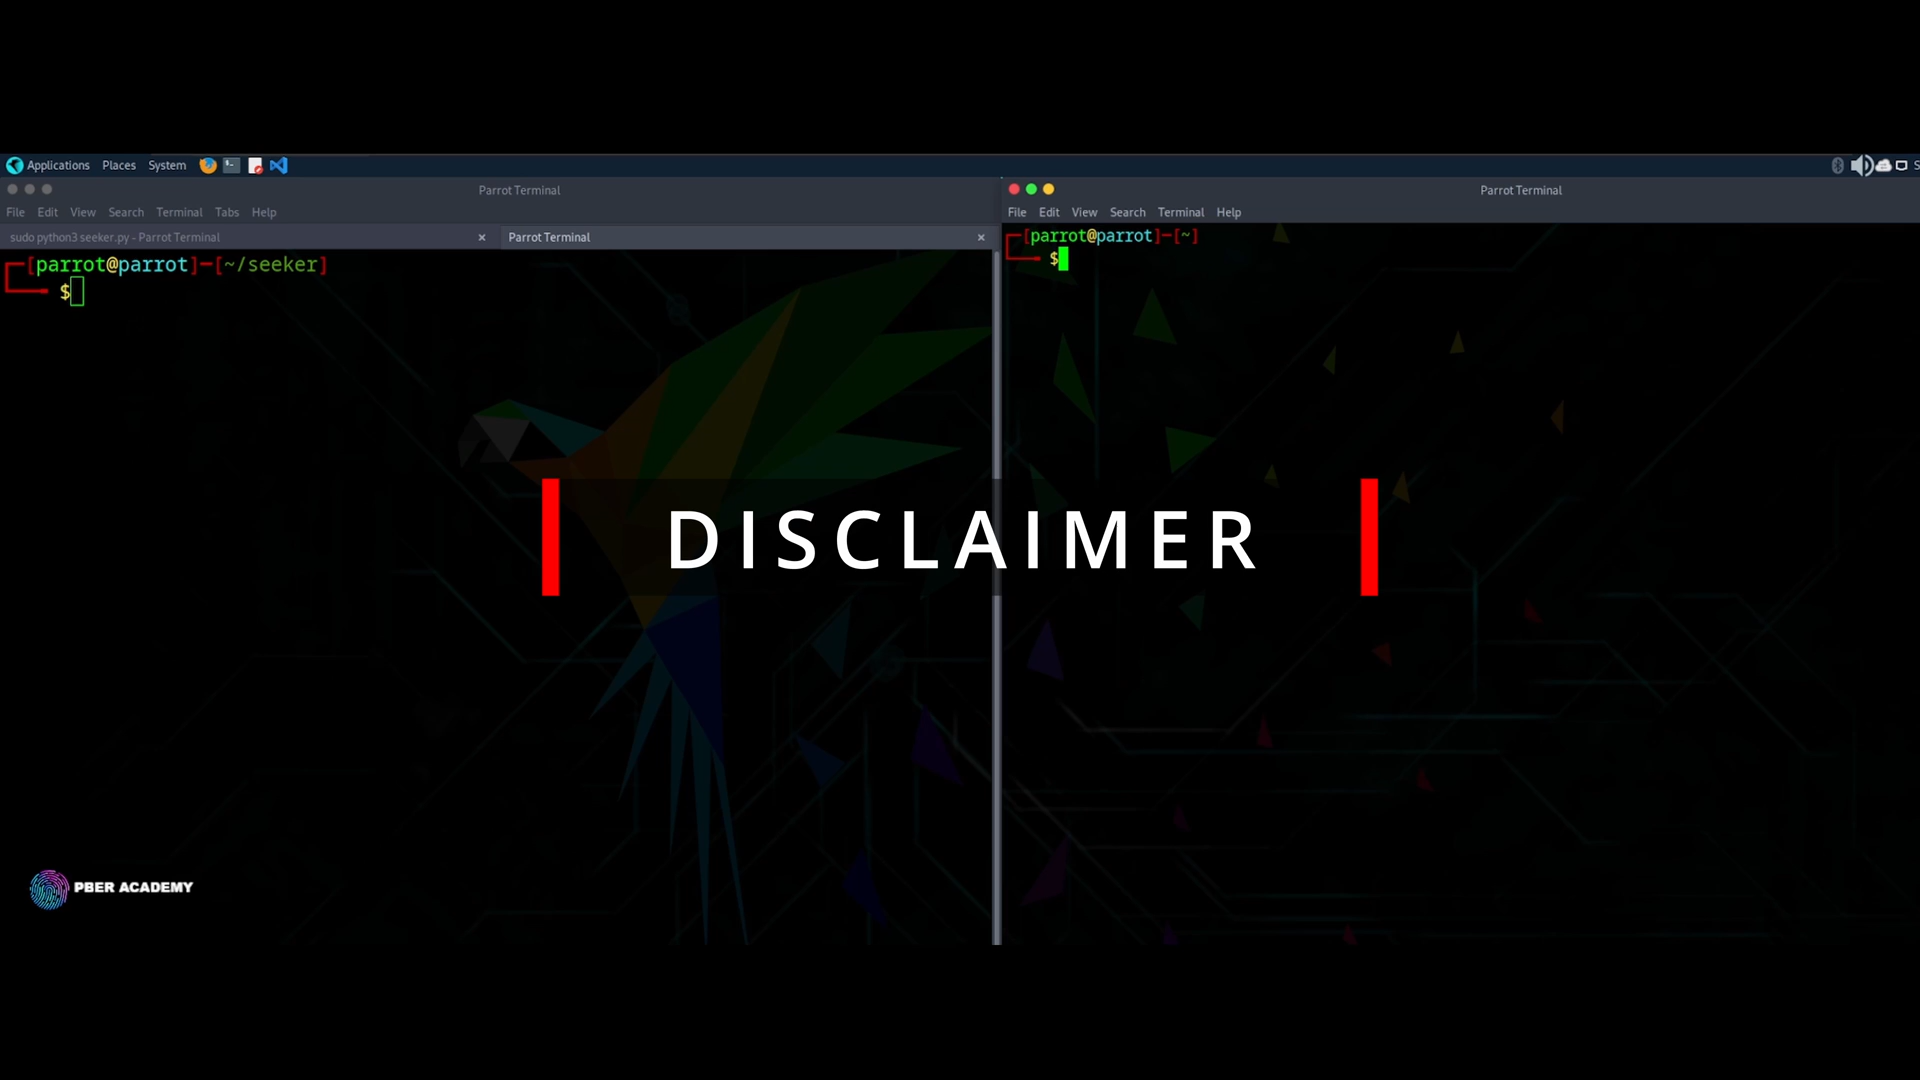 Applications Places System
Parrot Terminal
File Edit View Search Terminal Tabs Help
sudo python3 seeker.py - Parrot Terminal × Parrot Terminal ×
[parrot@parrot]─[~/seeker]
$
Parrot Terminal
File Edit View Search Terminal Help
[parrot@parrot]─[~]
$
DISCLAIMER
PBER ACADEMY